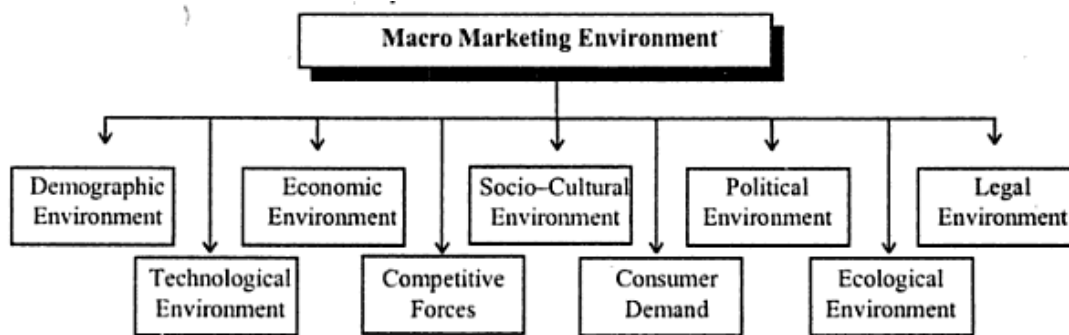 Macro Marketing Environment
Demographic
Environment
Economic
Environment
Socio–Cultural
Environment
Political
Environment
Legal
Environment
Technological
Environment
Competitive
Forces
Consumer
Demand
Ecological
Environment